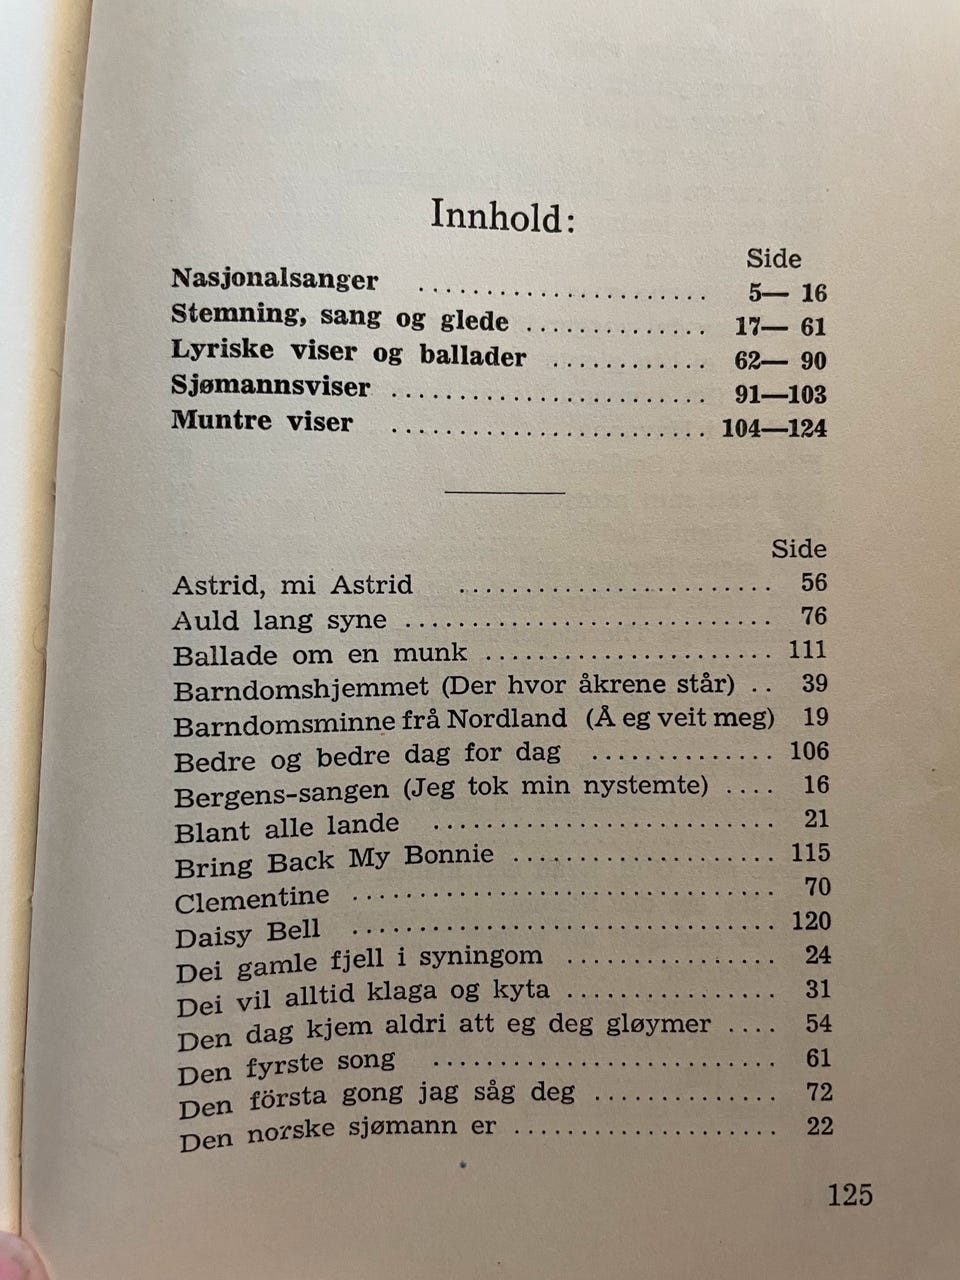 Innhold:
Side
Nasjonalsanger ...................... 5— 16
Stemning, sang og glede .............. 17— 61
Lyriske viser og ballader ............ 62— 90
Sjømannsviser ........................ 91—103
Muntre viser ........................ 104—124
Side
Astrid, mi Astrid ........................ 56
Auld lang syne ............................ 76
Ballade om en munk ...................... 111
Barndomshjemmet (Der hvor åkrene står) .. 39
Barndomsminne frå Nordland (Å eg veit meg) 19
Bedre og bedre dag for dag .............. 106
Bergens-sangen (Jeg tok min nystemte) .... 16
Blant alle lande .......................... 21
Bring Back My Bonnie .................... 115
Clementine ................................ 70
Daisy Bell ................................ 120
Dei gamle fjell i syningom ................ 24
Dei vil alltid klaga og kyta ................ 31
Den dag kjem aldri att eg deg gløymer .... 54
Den fyrste song .......................... 61
Den första gong jag såg deg .............. 72
Den norske sjømann er .................... 22
125